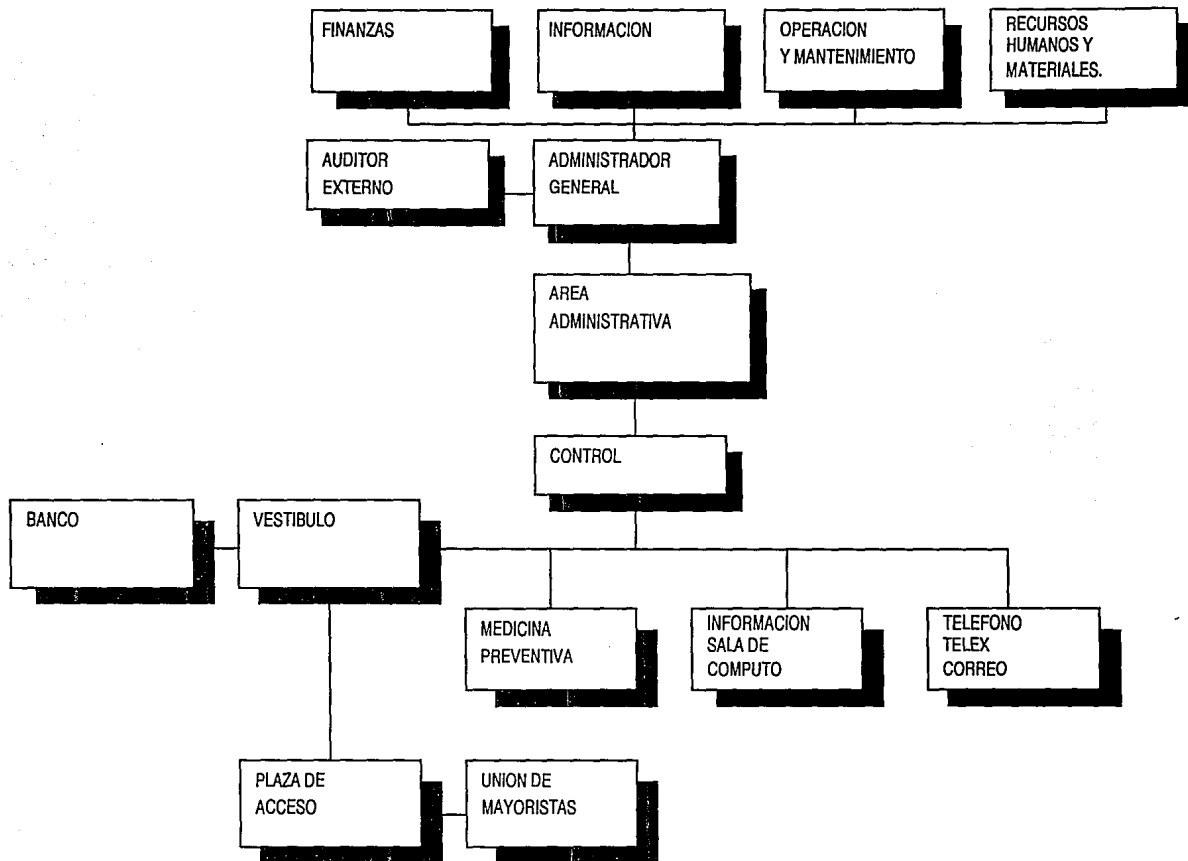 FINANZAS
INFORMACION
OPERACION
Y MANTENIMIENTO
RECURSOS
HUMANOS Y
MATERIALES.
AUDITOR
EXTERNO
ADMINISTRADOR
GENERAL
AREA
ADMINISTRATIVA
CONTROL
BANCO
VESTIBULO
MEDICINA
PREVENTIVA
INFORMACION
SALA DE
COMPUTO
TELEFONO
TELEX
CORREO
PLAZA DE
ACCESO
UNION DE
MAYORISTAS